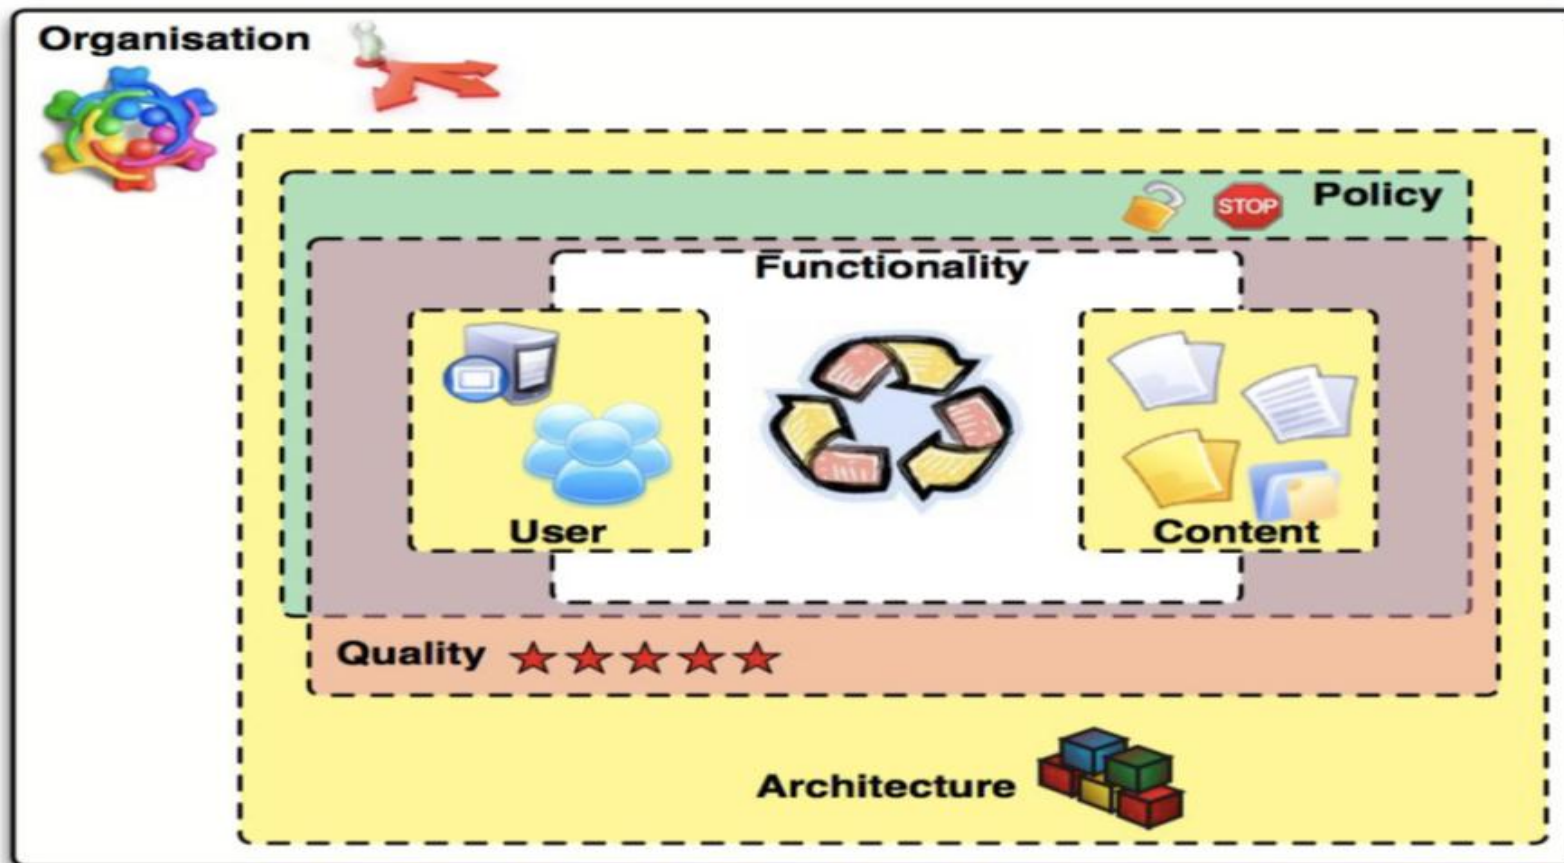 Organisation
STOP Policy
Functionality
User
Content
Quality
Architecture